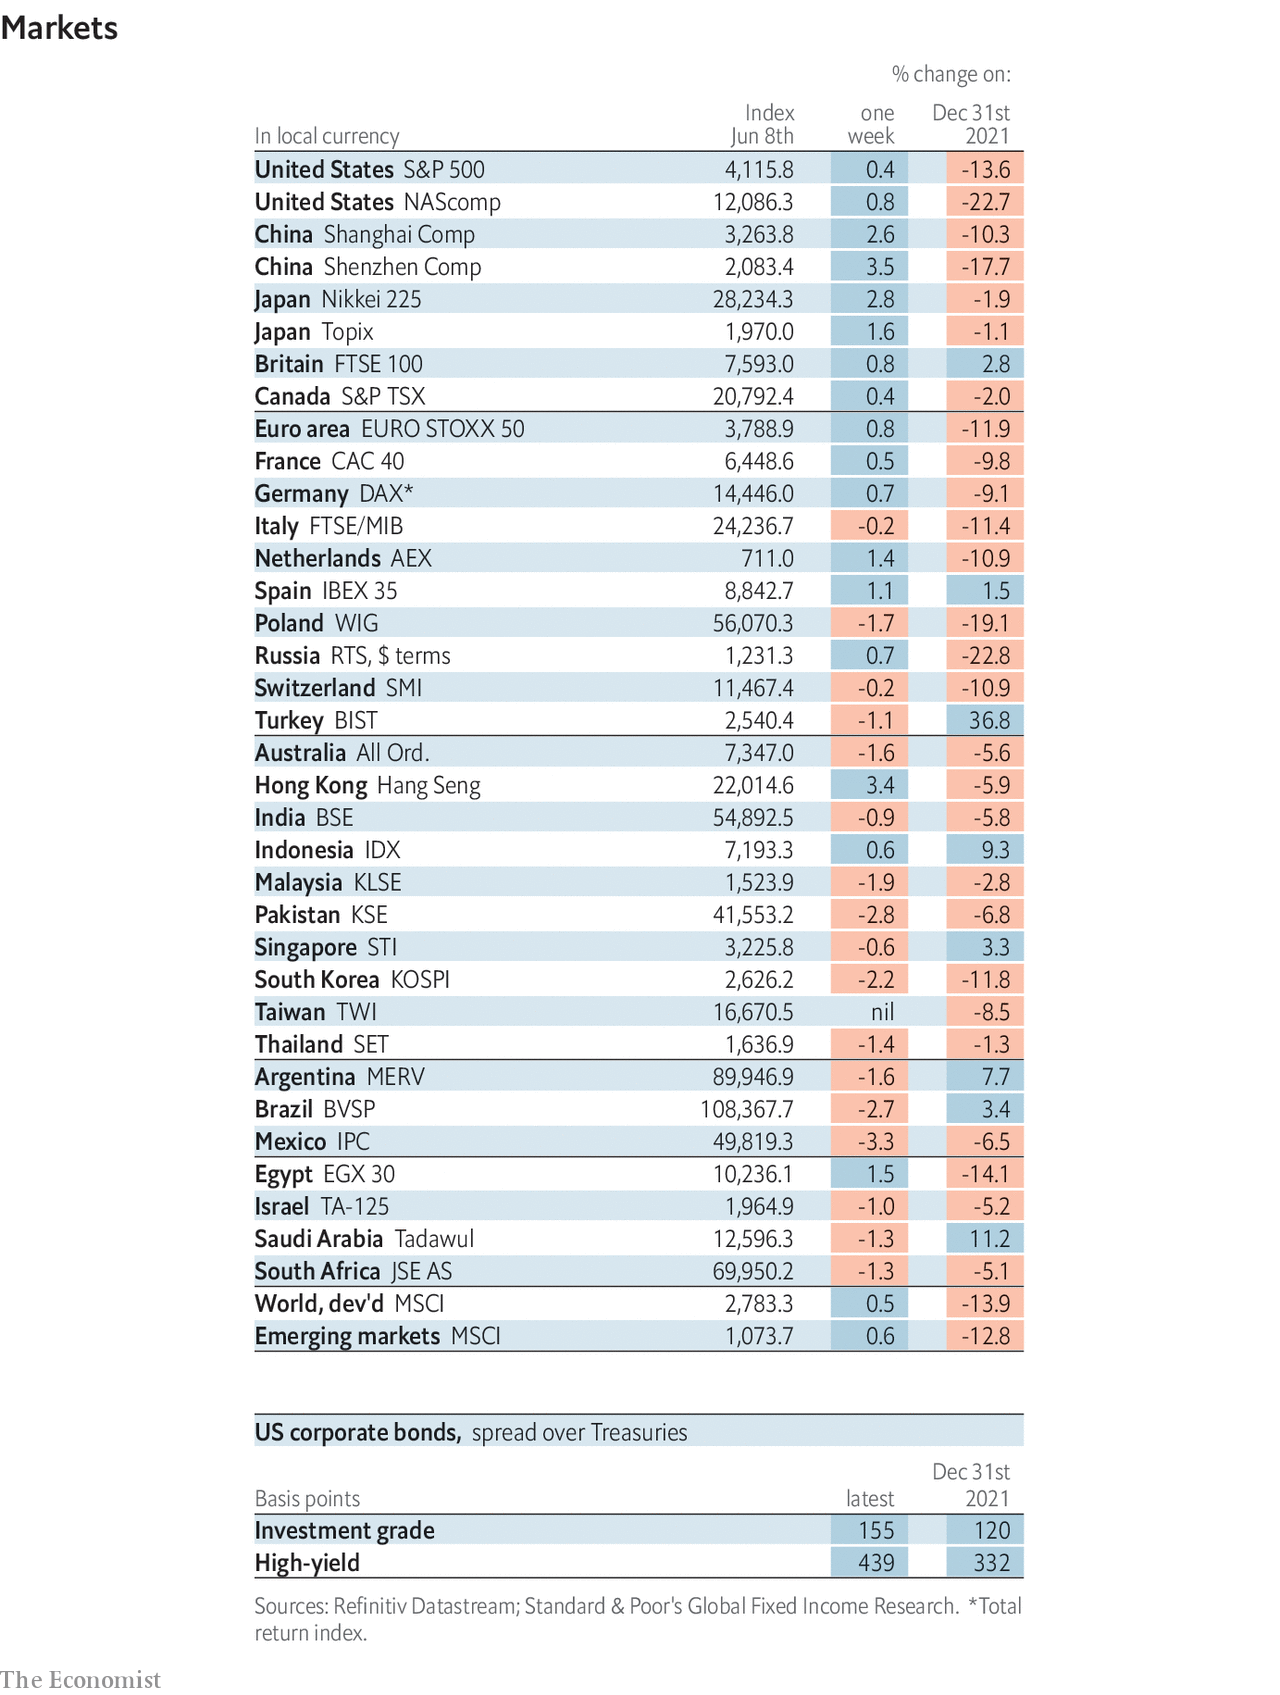 Markets
% change on:
Index one Dec 31st
In local currency Jun 8th week 2021
United States S&P 500 4,115.8 0.4 -13.6
United States NAScomp 12,086.3 0.8 -22.7
China Shanghai Comp 3,263.8 2.6 -10.3
China Shenzhen Comp 2,083.4 3.5 -17.7
Japan Nikkei 225 28,234.3 2.8 -1.9
Japan Topix 1,970.0 1.6 -1.1
Britain FTSE 100 7,593.0 0.8 2.8
Canada S&P TSX 20,792.4 0.4 -2.0
Euro area EURO STOXX 50 3,788.9 0.8 -11.9
France CAC 40 6,448.6 0.5 -9.8
Germany DAX* 14,446.0 0.7 -9.1
Italy FTSE/MIB 24,236.7 -0.2 -11.4
Netherlands AEX 711.0 1.4 -10.9
Spain IBEX 35 8,842.7 1.1 1.5
Poland WIG 56,070.3 -1.7 -19.1
Russia RTS, $ terms 1,231.3 0.7 -22.8
Switzerland SMI 11,467.4 -0.2 -10.9
Turkey BIST 2,540.4 -1.1 36.8
Australia All Ord. 7,347.0 -1.6 -5.6
Hong Kong Hang Seng 22,014.6 3.4 -5.9
India BSE 54,892.5 -0.9 -5.8
Indonesia IDX 7,193.3 0.6 9.3
Malaysia KLSE 1,523.9 -1.9 -2.8
Pakistan KSE 41,553.2 -2.8 -6.8
Singapore STI 3,225.8 -0.6 3.3
South Korea KOSPI 2,626.2 -2.2 -11.8
Taiwan TWI 16,670.5 nil -8.5
Thailand SET 1,636.9 -1.4 -1.3
Argentina MERV 89,946.9 -1.6 7.7
Brazil BVSP 108,367.7 -2.7 3.4
Mexico IPC 49,819.3 -3.3 -6.5
Egypt EGX 30 10,236.1 1.5 -14.1
Israel TA-125 1,964.9 -1.0 -5.2
Saudi Arabia Tadawul 12,596.3 -1.3 11.2
South Africa JSE AS 69,950.2 -1.3 -5.1
World, dev'd MSCI 2,783.3 0.5 -13.9
Emerging markets MSCI 1,073.7 0.6 -12.8
US corporate bonds, spread over Treasuries
Dec 31st
Basis points latest 2021
Investment grade 155 120
High-yield 439 332
Sources: Refinitiv Datastream; Standard & Poor's Global Fixed Income Research. *Total
return index.
The Economist